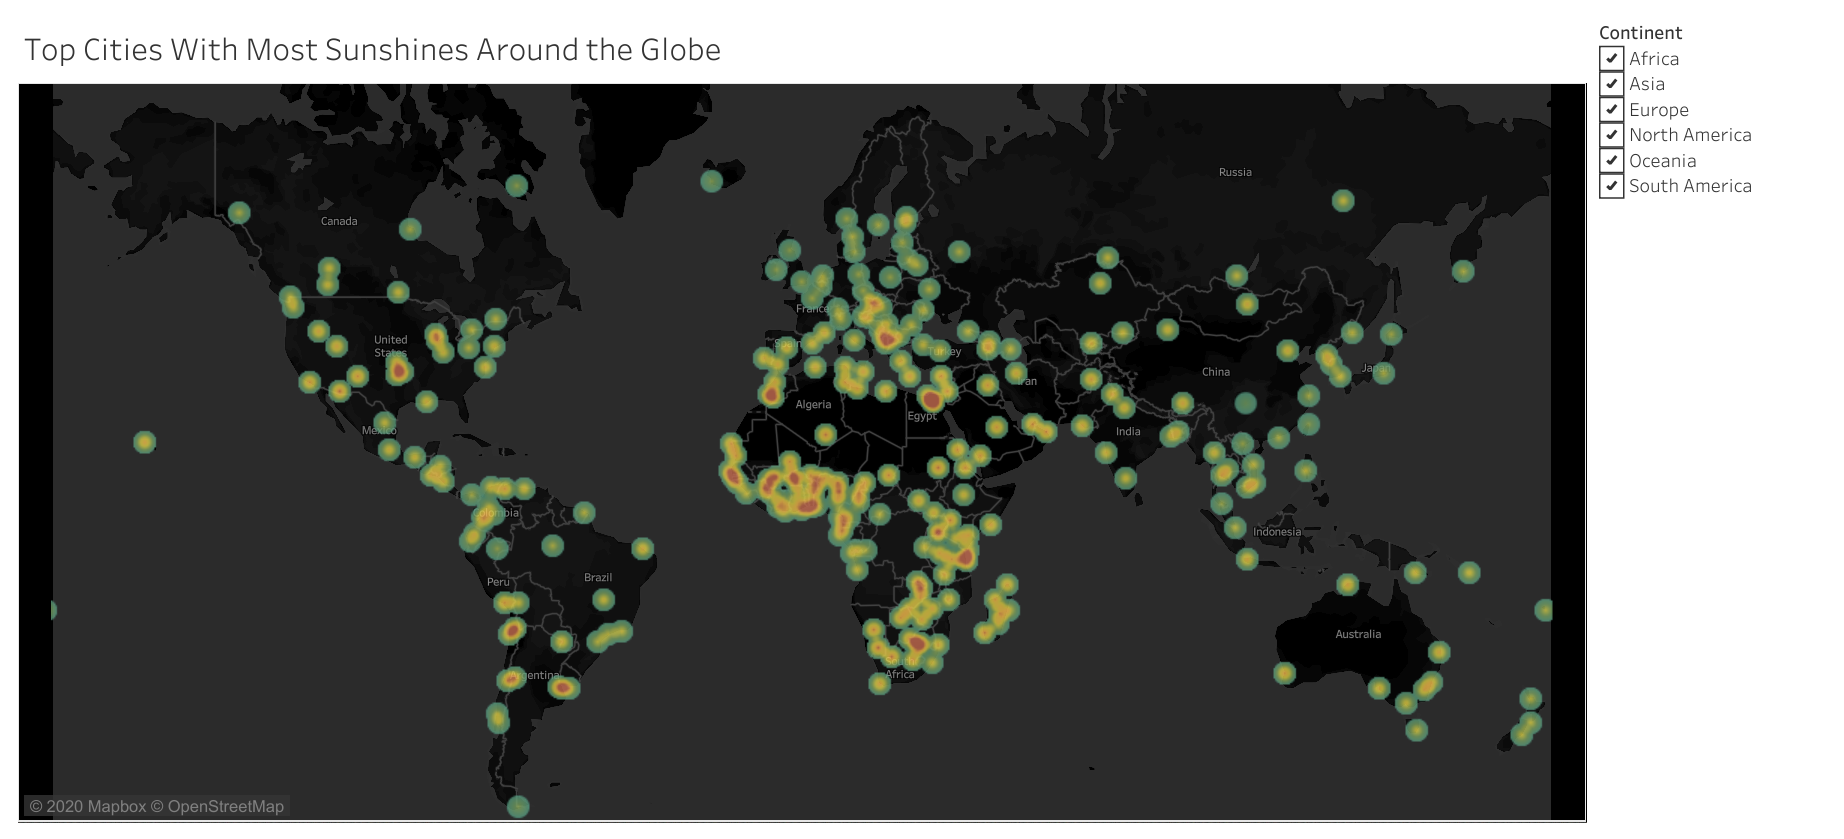 Top Cities With Most Sunshines Around the Globe
Continent
Africa
Asia
Europe
North America
Oceania
South America
Russia
Canada
France
United
States
Spain
Turkey
Iran
China
Japan
Algeria
Egypt
Mexico
India
Colombia
Indonesia
Peru
Brazil
Australia
South
Africa
Argentina
© 2020 Mapbox © OpenStreetMap